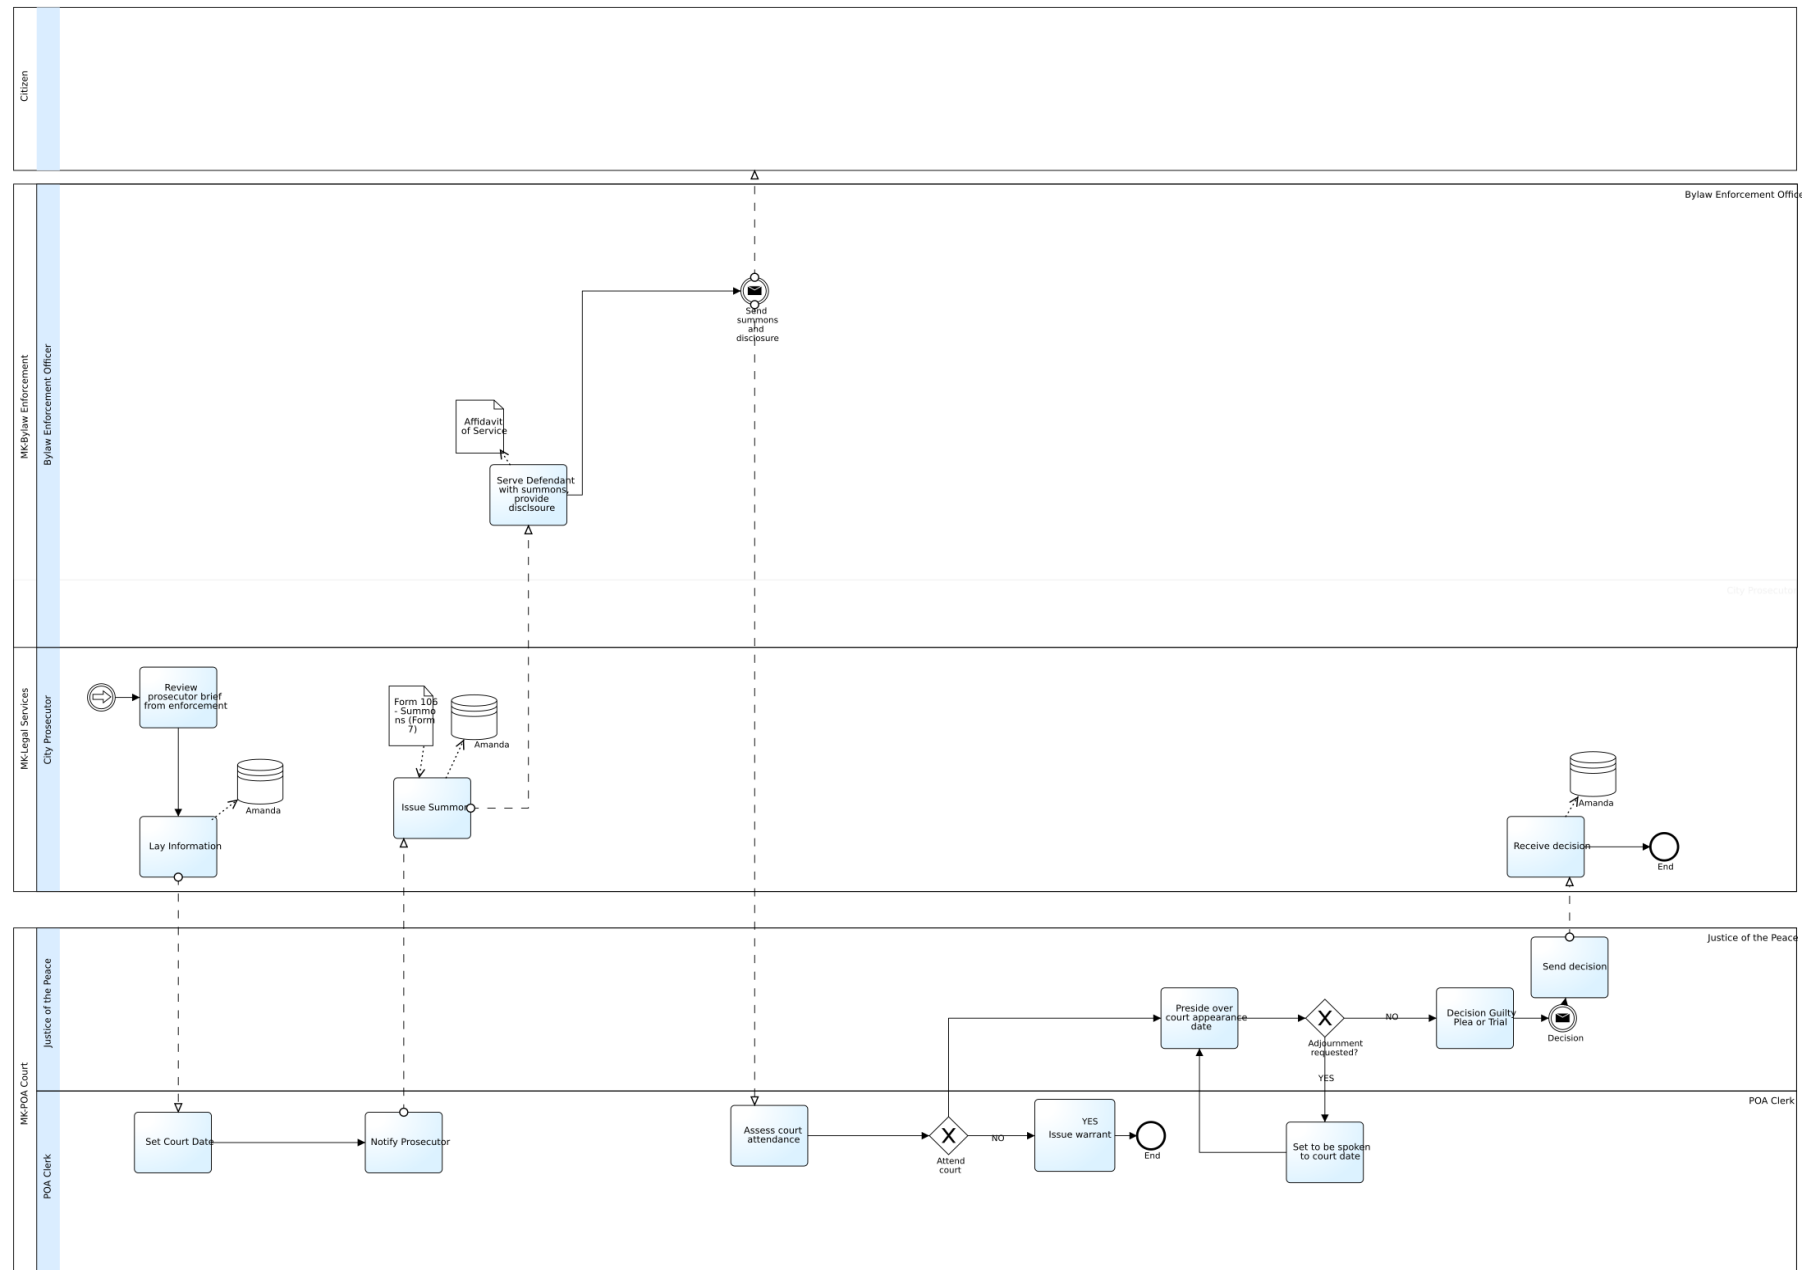 Citizen
MK-Bylaw Enforcement
Bylaw Enforcement Officer
Bylaw Enforcement Office
Send
summons
and
disclosure
Affidavit
of Service
Serve Defendant
with summons,
provide
disclsoure
City Prosecutor
MK-Legal Services
City Prosecutor
Review
prosecutor brief
from enforcement
Lay Information
Amanda
Form 106
- Summo
ns (Form
7)
Amanda
Issue Summon
Amanda
Receive decision
End
MK-POA Court
Justice of the Peace
Justice of the Peace
Send decision
Preside over
court appearance
date
Adjournment
requested?
NO
YES
Decision Guilty
Plea or Trial
Decision
POA Clerk
POA Clerk
Set Court Date
Notify Prosecutor
Assess court
attendance
Attend
court
NO
YES
Issue warrant
End
Set to be spoken
to court date